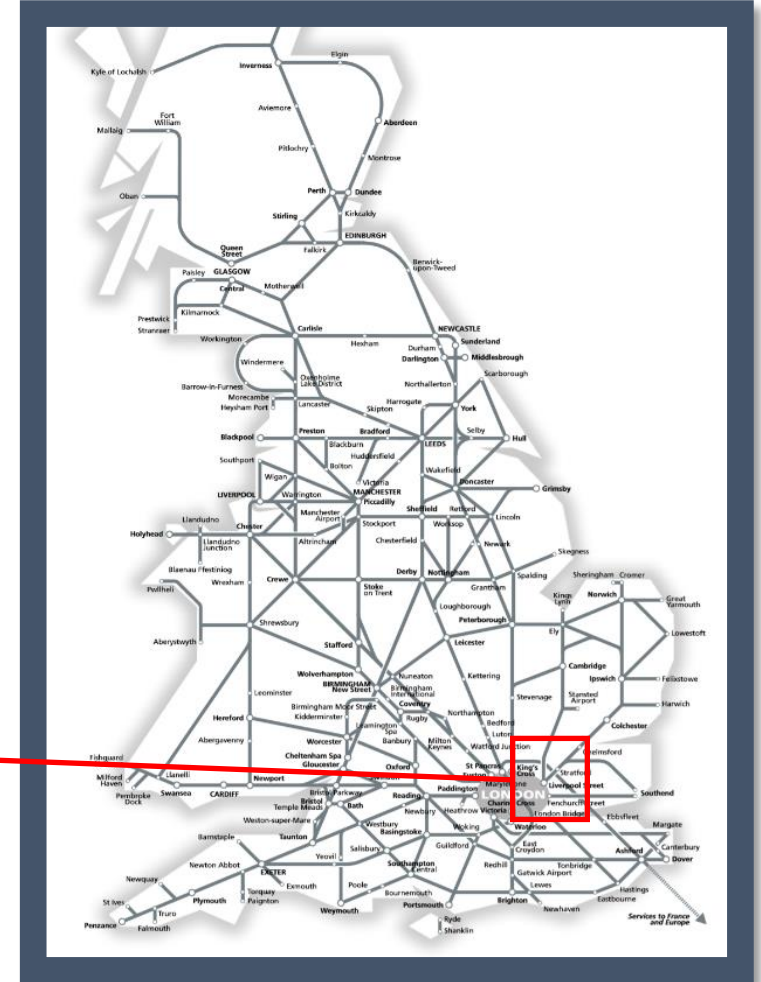 Elgin
Inverness
Kyle of Lochalsh
Aviemore
Fort
William
Mallaig
Aberdeen
Pitlochry
Montrose
Perth
Dundee
Oban
Stirling
Kirkcaldy
EDINBURGH
Queen
Street
Falkirk
Berwick-
upon-Tweed
Paisley
GLASGOW
Central
Motherwell
Kilmarnock
Prestwick
Stranraer
Carlisle
NEWCASTLE
Workington
Hexham
Sunderland
Durham
Darlington
Middlesbrough
Windermere
Scarborough
Oxenholme
Lake District
Barrow-in-Furness
Northallerton
Morecambe
Heysham Port
Lancaster
Harrogate
Skipton
York
Blackpool
Preston
Bradford
Selby
Hull
Blackburn
LEEDS
Huddersfield
Southport
Bolton
Wakefield
Wigan
Victoria
Doncaster
MANCHESTER
Piccadilly
Grimsby
LIVERPOOL
Warrington
Manchester
Airport
Sheffield
Retford
Llandudno
Chester
Stockport
Worksop
Lincoln
Holyhead
Llandudno
Junction
Altrincham
Chesterfield
Newark
Skegness
Blaenau Ffestiniog
Crewe
Derby
Nottingham
Spalding
Sheringham
Cromer
Pwllheli
Wrexham
Stoke
on Trent
Grantham
Kings
Lynn
Norwich
Great
Yarmouth
Loughborough
Shrewsbury
Peterborough
Ely
Lowestoft
Aberystwyth
Stafford
Leicester
Wolverhampton
Nuneaton
Kettering
Cambridge
BIRMINGHAM
New Street
Birmingham
International
Ipswich
Felixstowe
Leominster
Coventry
Stevenage
Stansted
Airport
Harwich
Birmingham Moor Street
Kidderminster
Rugby
Northampton
Hereford
Leamington
Spa
Bedford
Colchester
Abergavenny
Worcester
Banbury
Milton
Keynes
Luton
Watford Junction
Chelmsford
Cheltenham Spa
Gloucester
Oxford
St Pancras
Euston
King's
Cross
Stratford
Fishguard
Llanelli
Newport
Swindon
Marylebone
Liverpool Street
Milford
Haven
Swansea
CARDIFF
Bristol Parkway
Reading
Paddington
LONDON
Southend
Pembroke
Dock
Bristol
Temple Meads
Bath
Newbury
Heathrow
Victoria
Charing
Cross
Fenchurch Street
London Bridge
Ebbsfleet
Weston-super-Mare
Westbury
Basingstoke
Woking
Waterloo
Margate
Barnstaple
Taunton
Salisbury
Guildford
East
Croydon
Ashford
Canterbury
Dover
Newton Abbot
Yeovil
Southampton
Central
Redhill
Tonbridge
EXETER
Gatwick Airport
Newquay
Exmouth
Poole
Bournemouth
Lewes
Hastings
St Ives
Plymouth
Torquay
Paignton
Weymouth
Portsmouth
Brighton
Newhaven
Eastbourne
Truro
Penzance
Falmouth
Ryde
Shanklin
Services to France
and Europe